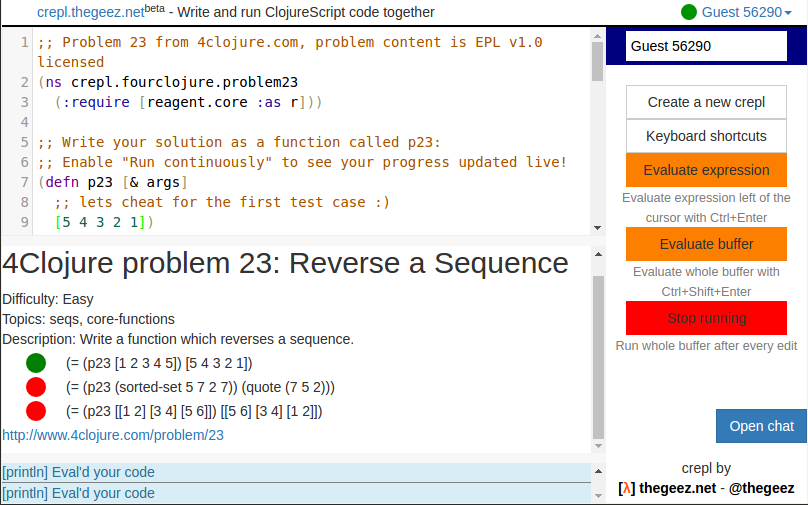 crepl.thegeez.net beta - Write and run ClojureScript code together
Guest 56290
1 ;; Problem 23 from 4clojure.com, problem content is EPL v1.0
licensed
2 (ns crepl.fourclojure.problem23
3 (:require [reagent.core :as r]))
4
5 ;; Write your solution as a function called p23:
6 ;; Enable "Run continuously" to see your progress updated live!
7 (defn p23 [& args]
8 ;; lets cheat for the first test case :)
9 [5 4 3 2 1])
4Clojure problem 23: Reverse a Sequence
Difficulty: Easy
Topics: seqs, core-functions
Description: Write a function which reverses a sequence.
(= (p23 [1 2 3 4 5]) [5 4 3 2 1])
(= (p23 (sorted-set 5 7 2 7)) (quote (7 5 2)))
(= (p23 [[1 2] [3 4] [5 6]]) [[5 6] [3 4] [1 2]])
http://www.4clojure.com/problem/23
[println] Eval'd your code
[println] Eval'd your code
Guest 56290
Create a new crepl
Keyboard shortcuts
Evaluate expression
Evaluate expression left of the
cursor with Ctrl+Enter
Evaluate buffer
Evaluate whole buffer with
Ctrl+Shift+Enter
Stop running
Run whole buffer after every edit
Open chat
crepl by
[λ] thegeez.net - @thegeez